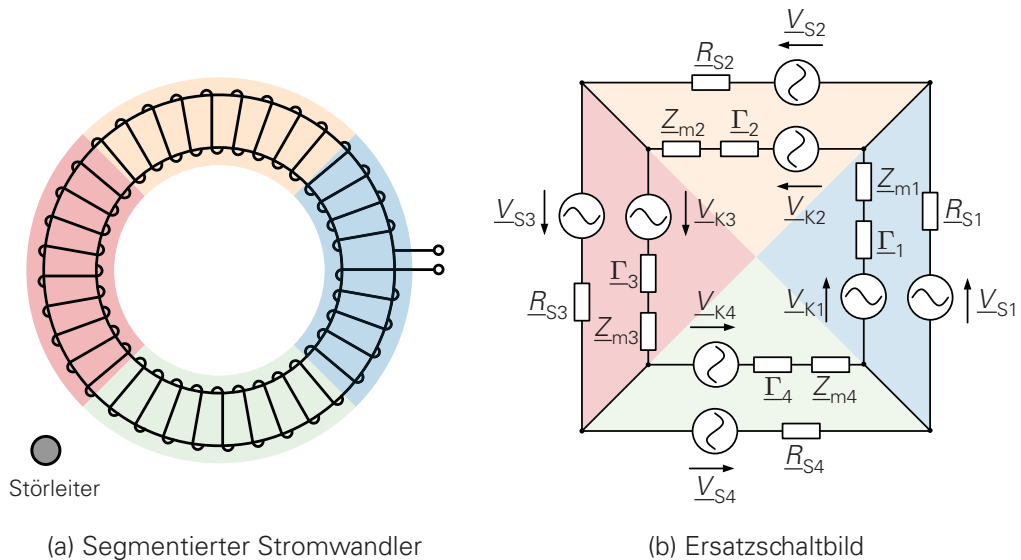 Störleiter
(a) Segmentierter Stromwandler
V_S2
R_S2
Z_m2 Γ_2
V_K2
Z_m1
Γ_1
V_K1
R_S1
V_S1
V_S3
V_K3
Γ_3
R_S3
Z_m3
V_K4
Γ_4 Z_m4
V_S4
R_S4
(b) Ersatzschaltbild